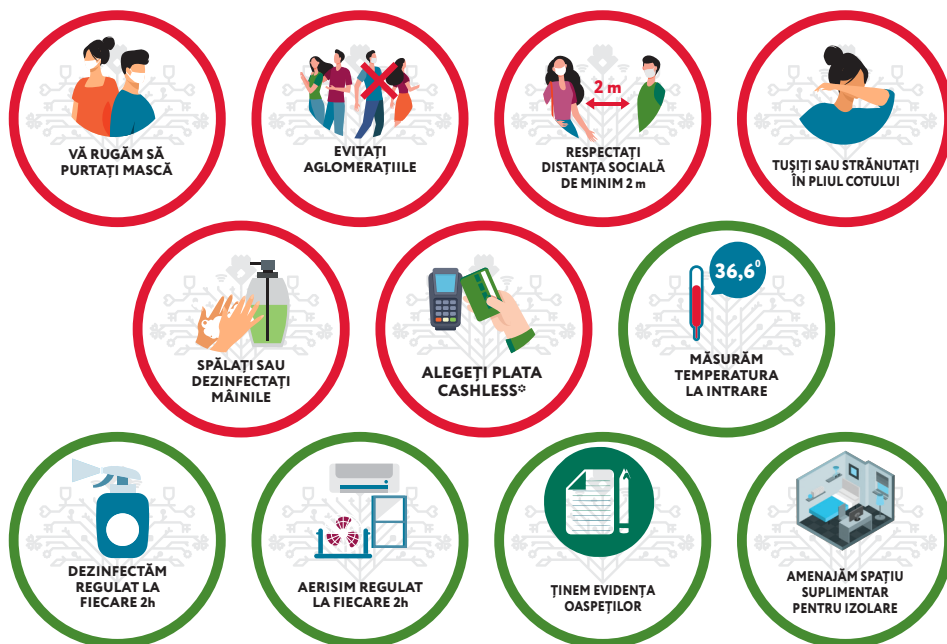 VĂ RUGĂM SĂ
PURTAȚI MASCĂ
EVITAȚI
AGLOMERAȚIILE
2 m
RESPECTAȚI
DISTANȚA SOCIALĂ
DE MINIM 2 m
TUȘIȚI SAU STRĂNUTAȚI
ÎN PLIUL COTULUI
SPĂLAȚI SAU
DEZINFECTAȚI
MÂINILE
ALEGEȚI PLATA
CASHLESS✡
36,6⁰
MĂSURĂM
TEMPERATURA
LA INTRARE
DEZINFECTĂM
REGULAT LA
FIECARE 2h
AERISIM REGULAT
LA FIECARE 2h
ȚINEM EVIDENȚA
OASPEȚILOR
AMENAJĂM SPAȚIU
SUPLIMENTAR
PENTRU IZOLARE